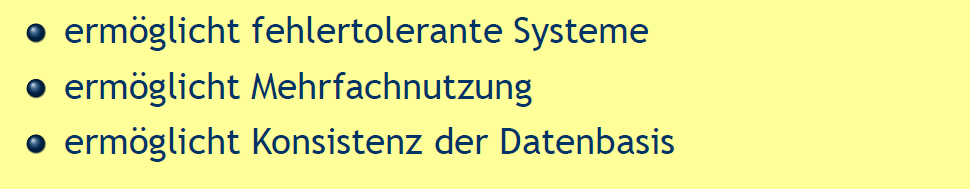 ermöglicht fehlertolerante Systeme
ermöglicht Mehrfachnutzung
ermöglicht Konsistenz der Datenbasis